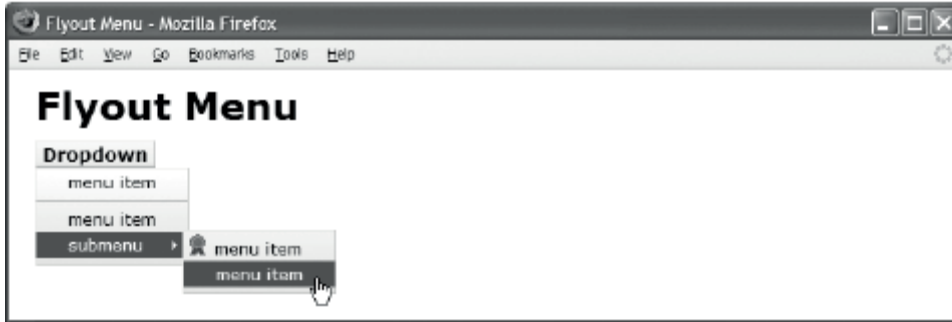 Flyout Menu - Mozilla Firefox
File Edit View Go Bookmarks Tools Help
Flyout Menu
Dropdown
menu item
menu item
submenu
menu item
menu item